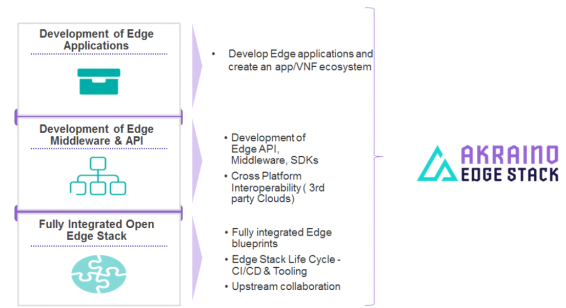 Development of Edge
Applications
• Develop Edge applications and
create an app/VNF ecosystem
Development of Edge
Middleware & API
• Development of
Edge API,
Middleware, SDKs
• Cross Platform
Interoperability ( 3rd
party Clouds)
Fully Integrated Open
Edge Stack
• Fully integrated Edge
blueprints
• Edge Stack Life Cycle -
CI/CD & Tooling
• Upstream collaboration
AKRAINO
EDGE STACK